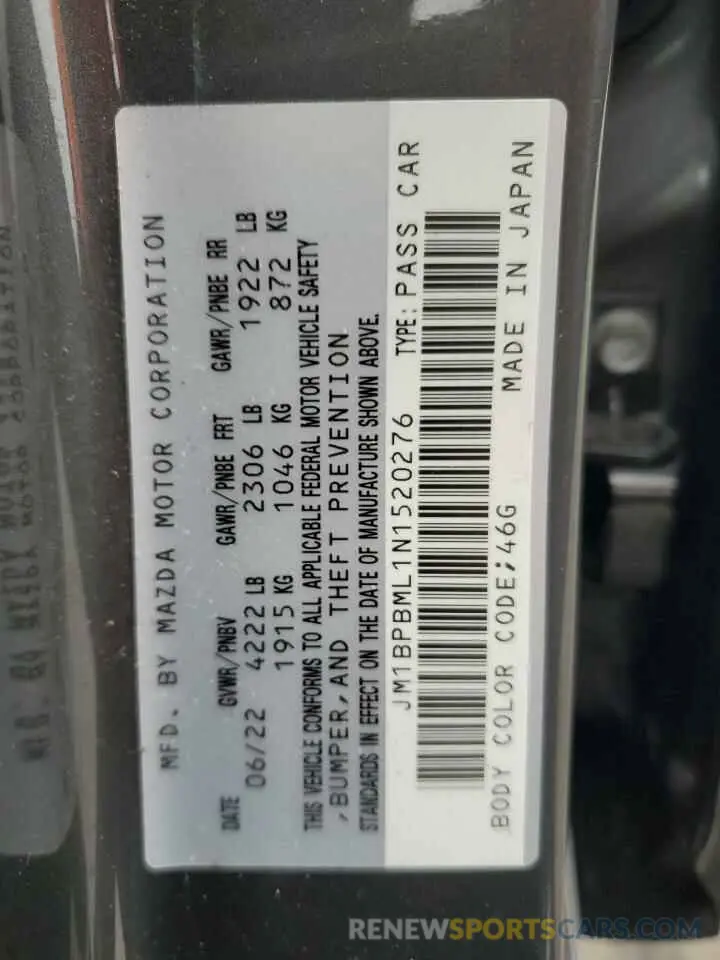 MFD. BY MAZDA MOTOR CORPORATION
DATE GVWR/PNBV GAWR/PNBE FRT GAWR/PNBE RR
06/22 4222 LB 2306 LB 1922 LB
1915 KG 1046 KG 872 KG
THIS VEHICLE CONFORMS TO ALL APPLICABLE FEDERAL MOTOR VEHICLE SAFETY
,BUMPER,AND THEFT PREVENTION
STANDARDS IN EFFECT ON THE DATE OF MANUFACTURE SHOWN ABOVE.
JM1BPBML1N1520276 TYPE: PASS CAR
BODY COLOR CODE;46G MADE IN JAPAN
RENEWSPORTSCARS.COM